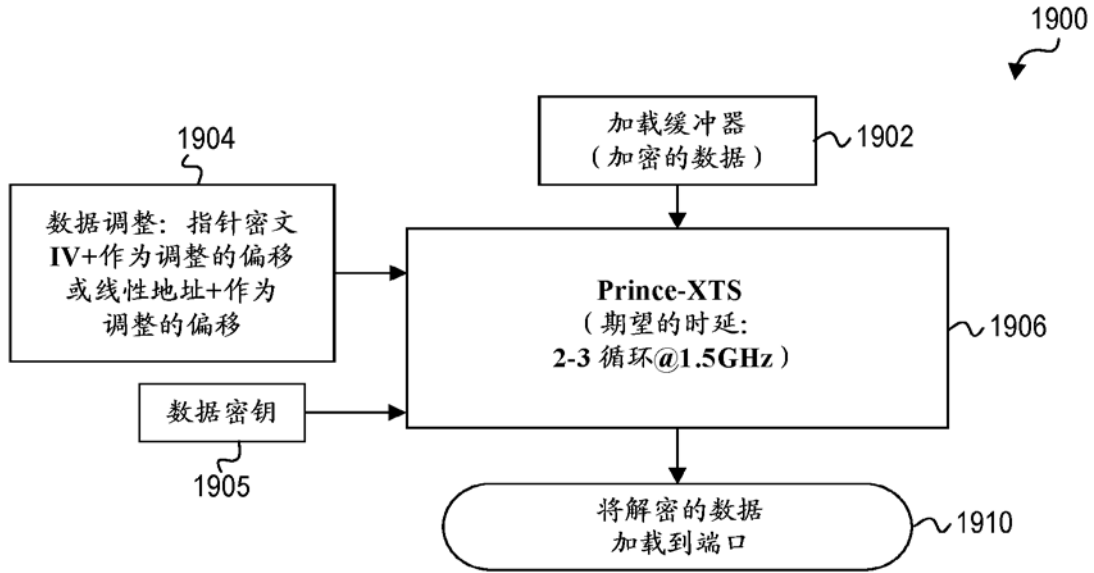 1900
加载缓冲器
（加密的数据）
1902
1904
数据调整：指针密文
IV+作为调整的偏移
或线性地址+作为
调整的偏移
Prince-XTS
（期望的时延：
2-3 循环@1.5GHz）
1906
数据密钥
1905
将解密的数据
加载到端口
1910